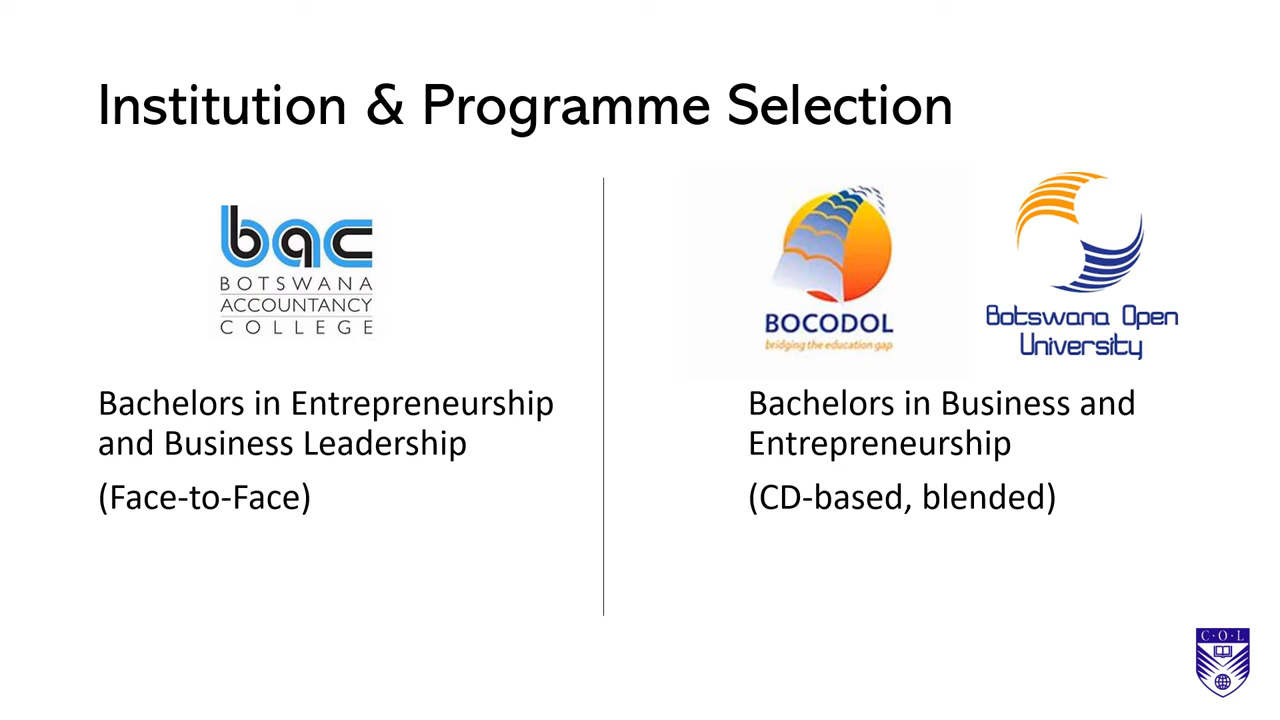 Institution & Programme Selection
bac
BOTSWANA
ACCOUNTANCY
COLLEGE
Bachelors in Entrepreneurship
and Business Leadership
(Face-to-Face)
BOCODOL
bridging the education gap
Botswana Open
University
Bachelors in Business and
Entrepreneurship
(CD-based, blended)
C·O·L